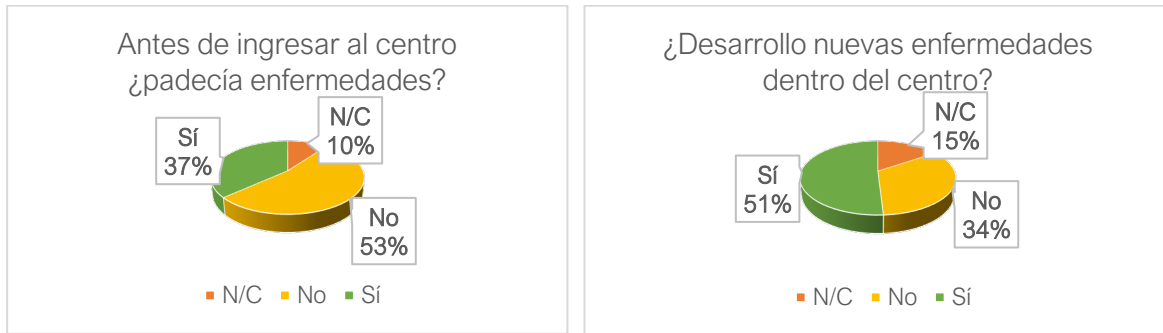 Antes de ingresar al centro
¿padecía enfermedades?
N/C
10%
Sí
37%
No
53%
N/C No Sí
¿Desarrollo nuevas enfermedades
dentro del centro?
N/C
15%
Sí
51%
No
34%
N/C No Sí